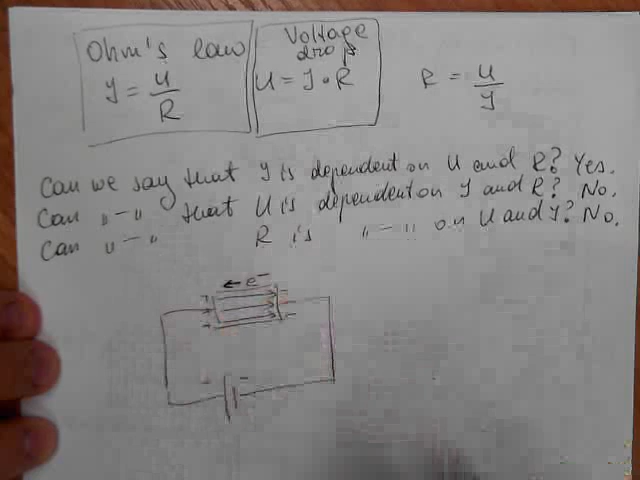 Ohm's law
J = U / R
Voltage
drops
U = J · R
R = U / J
Can we say that J is dependent on U and R? Yes.
Can "–" that U is dependent on J and R? No.
Can "–" R is "–" on U and J? No.
← e⁻
+ –
+ –
+ –